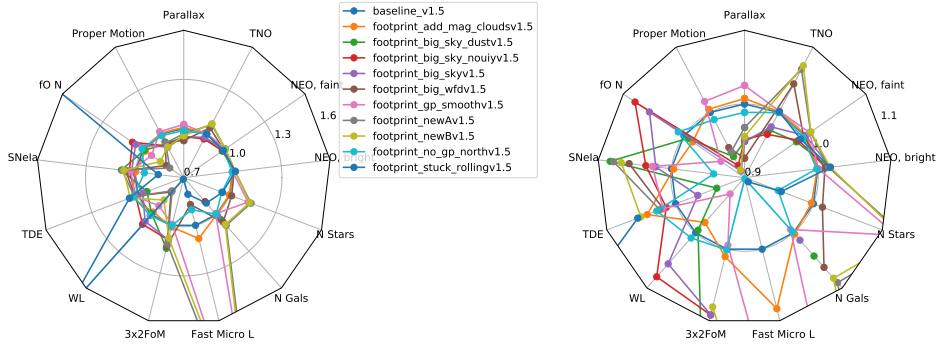 Parallax
Proper Motion
TNO
fO N
NEO, faint
1.6
1.3
1.0
0.7
SNeIa
NEO, bright
TDE
N Stars
WL
N Gals
3x2FoM
Fast Micro L
baseline_v1.5
footprint_add_mag_cloudsv1.5
footprint_big_sky_dustv1.5
footprint_big_sky_nouiyv1.5
footprint_big_skyv1.5
footprint_big_wfdv1.5
footprint_gp_smoothv1.5
footprint_newAv1.5
footprint_newBv1.5
footprint_no_gp_northv1.5
footprint_stuck_rollingv1.5
Parallax
Proper Motion
TNO
fO N
NEO, faint
1.1
1.0
0.9
SNeIa
NEO, bright
TDE
N Stars
WL
N Gals
3x2FoM
Fast Micro L